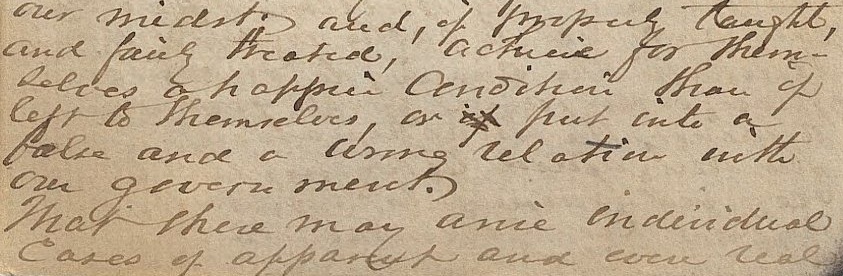 our midst. and, if properly taught,
and fairly treated, achieve for them-
selves a happier Condition than if
left to themselves, or put into a
false and a wrong relation with
our government.
That there may arise individual
Cases of apparent and even real